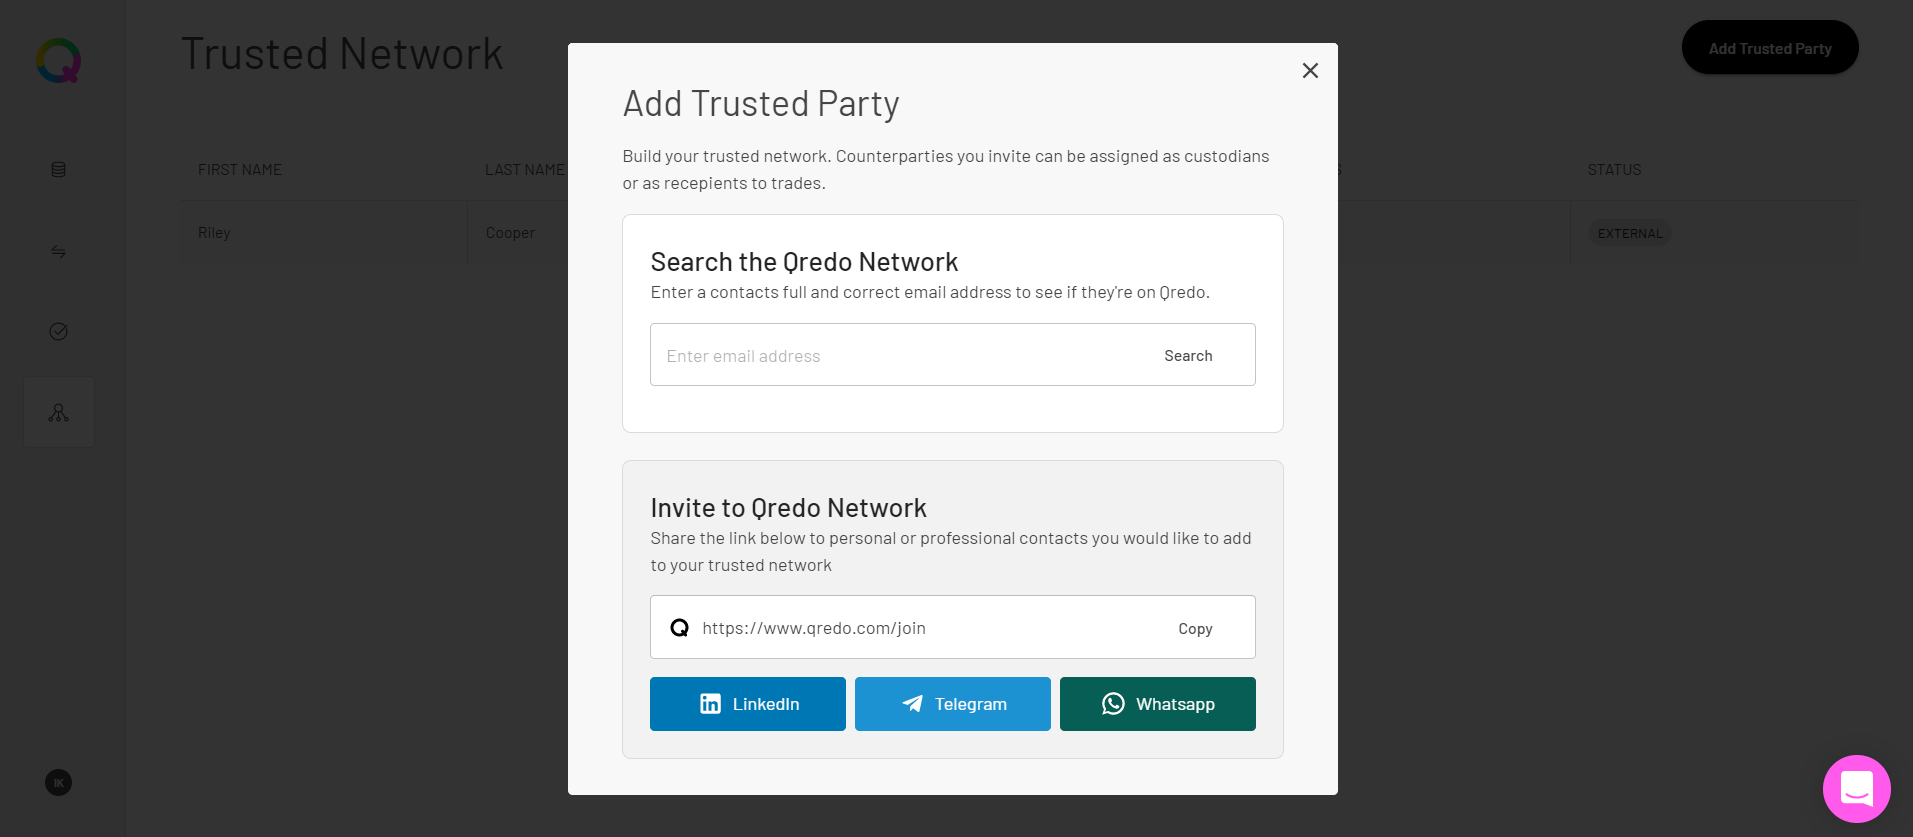 Trusted Network
Add Trusted Party
FIRST NAME
LAST NAME
STATUS
Riley
Cooper
EXTERNAL
IK
Add Trusted Party
Build your trusted network. Counterparties you invite can be assigned as custodians
or as recepients to trades.
Search the Qredo Network
Enter a contacts full and correct email address to see if they're on Qredo.
Enter email address
Search
Invite to Qredo Network
Share the link below to personal or professional contacts you would like to add
to your trusted network
https://www.qredo.com/join
Copy
LinkedIn
Telegram
Whatsapp